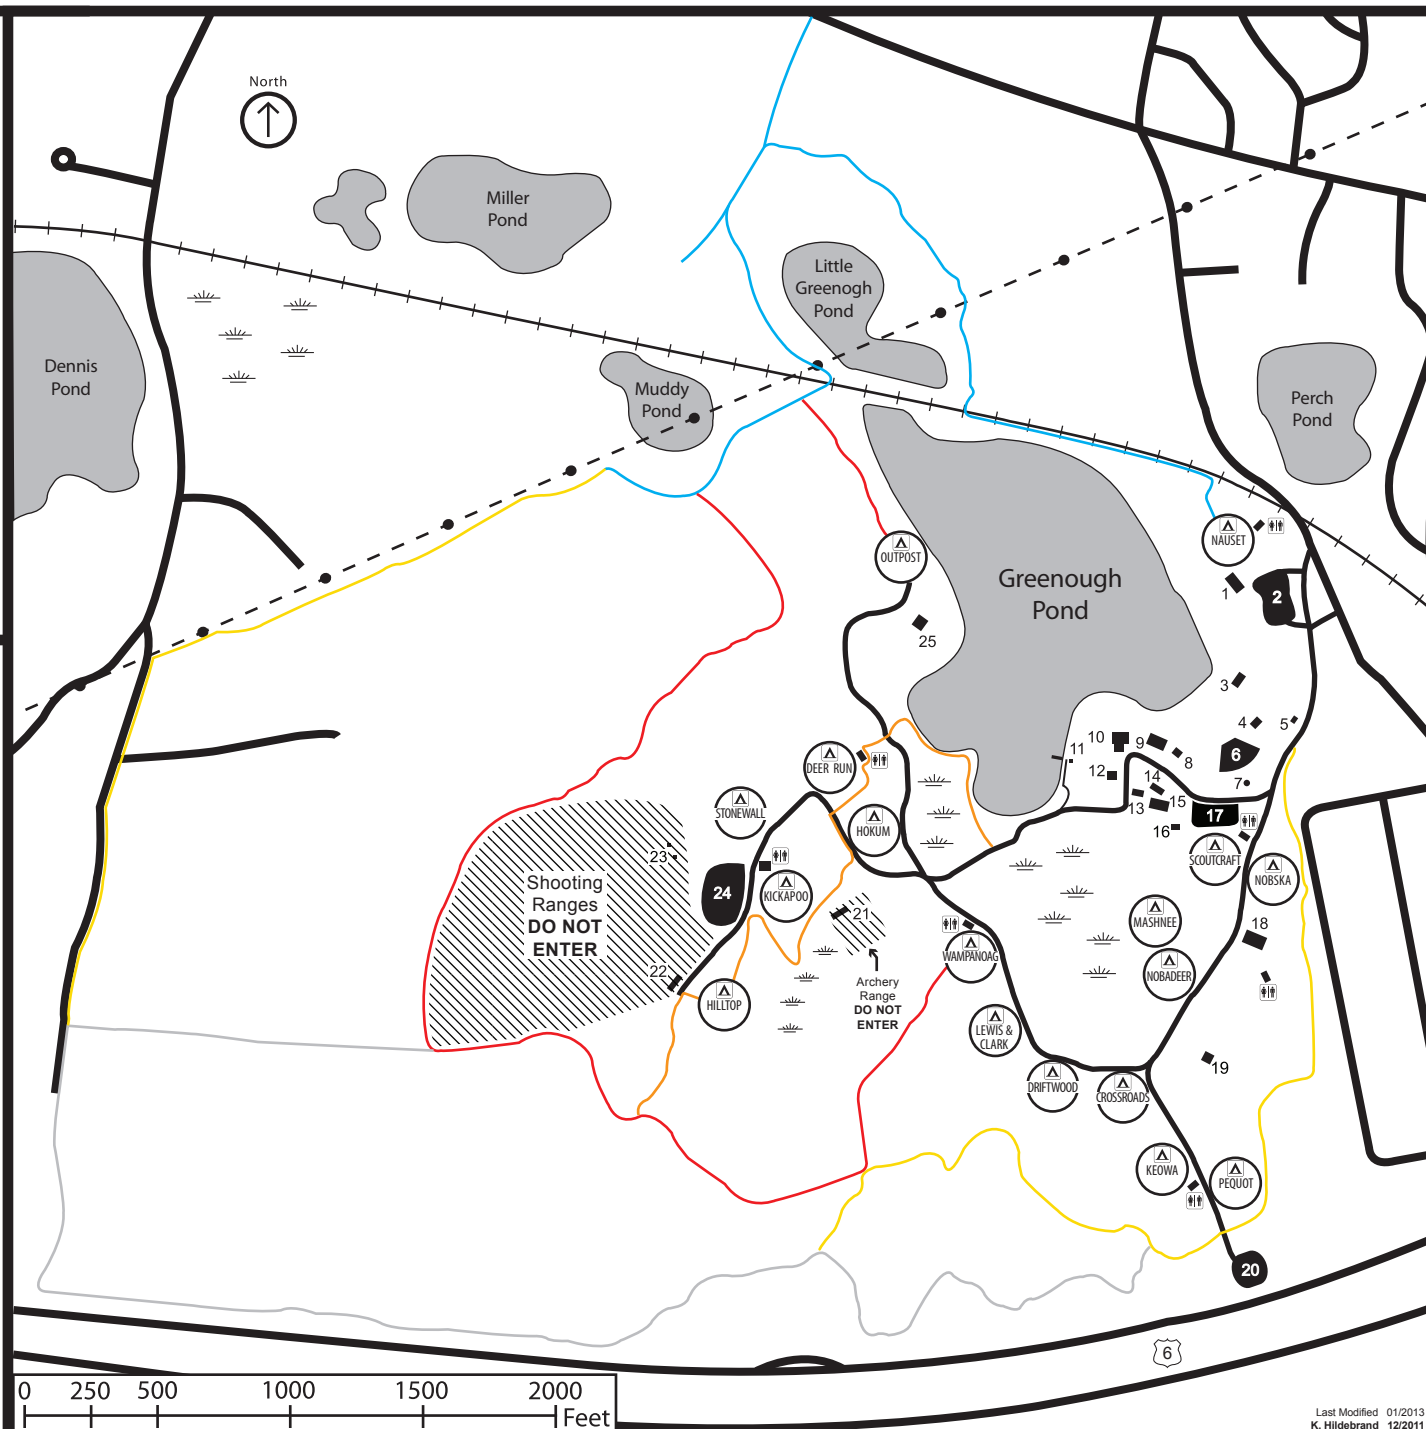 North
Miller
Pond
Little
Greenogh
Pond
Dennis
Pond
Muddy
Pond
Perch
Pond
NAUSET
OUTPOST
Greenough
Pond
1
2
25
3
4
5
6
7
8
9
10
11
12
13
14
15
16
17
DEER RUN
STONEWALL
HOKUM
SCOUTCRAFT
NOBSKA
23
Shooting
Ranges
DO NOT
ENTER
24
KICKAPOO
21
MASHNEE
18
WAMPANOAG
22
HILLTOP
Archery
Range
DO NOT
ENTER
NOBADEER
LEWIS &
CLARK
19
DRIFTWOOD
CROSSROADS
KEOWA
PEQUOT
20
6
0 250 500 1000 1500 2000
Feet
Last Modified 01/2013
K. Hildebrand 12/2011